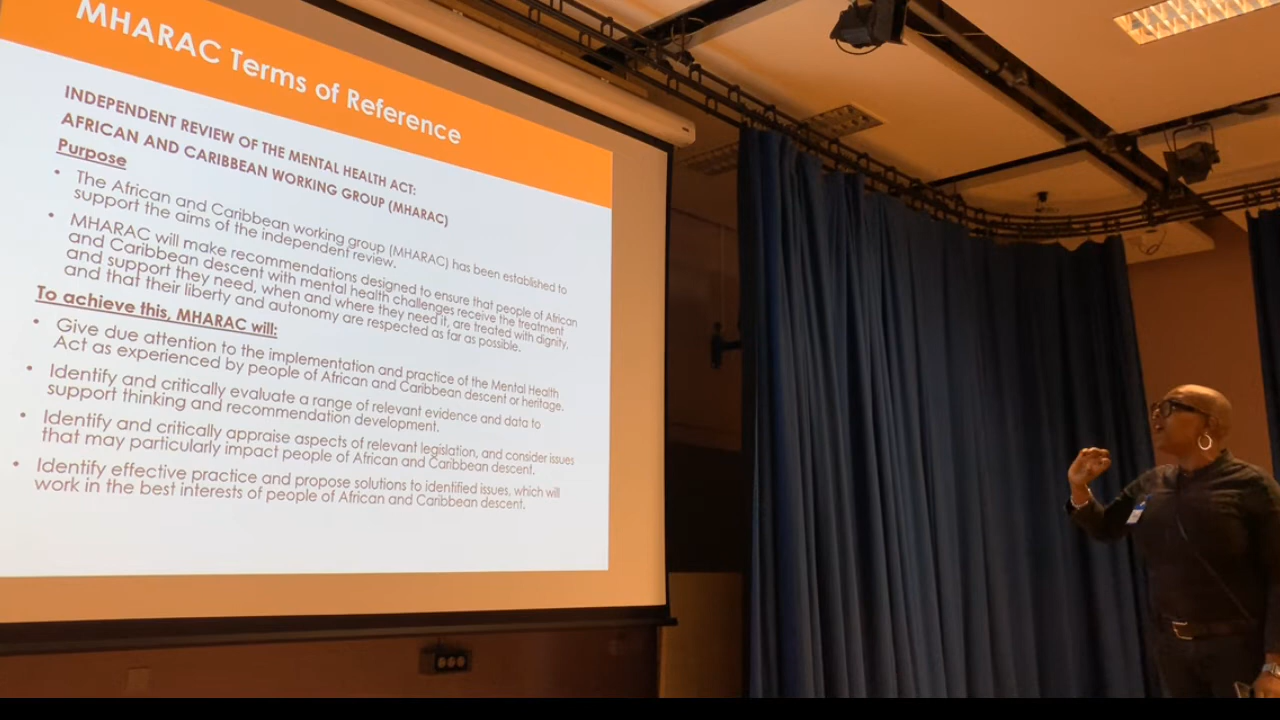 MHARAC Terms of Reference
INDEPENDENT REVIEW OF THE MENTAL HEALTH ACT:
AFRICAN AND CARIBBEAN WORKING GROUP (MHARAC)
Purpose
• The African and Caribbean working group (MHARAC) has been established to
support the aims of the independent review.
• MHARAC will make recommendations designed to ensure that people of African
and Caribbean descent with mental health challenges receive the treatment
and support they need, when and where they need it, are treated with dignity,
and that their liberty and autonomy are respected as far as possible.
To achieve this, MHARAC will:
• Give due attention to the implementation and practice of the Mental Health
Act as experienced by people of African and Caribbean descent or heritage.
• Identify and critically evaluate a range of relevant evidence and data to
support thinking and recommendation development.
• Identify and critically appraise aspects of relevant legislation, and consider issues
that may particularly impact people of African and Caribbean descent.
• Identify effective practice and propose solutions to identified issues, which will
work in the best interests of people of African and Caribbean descent.